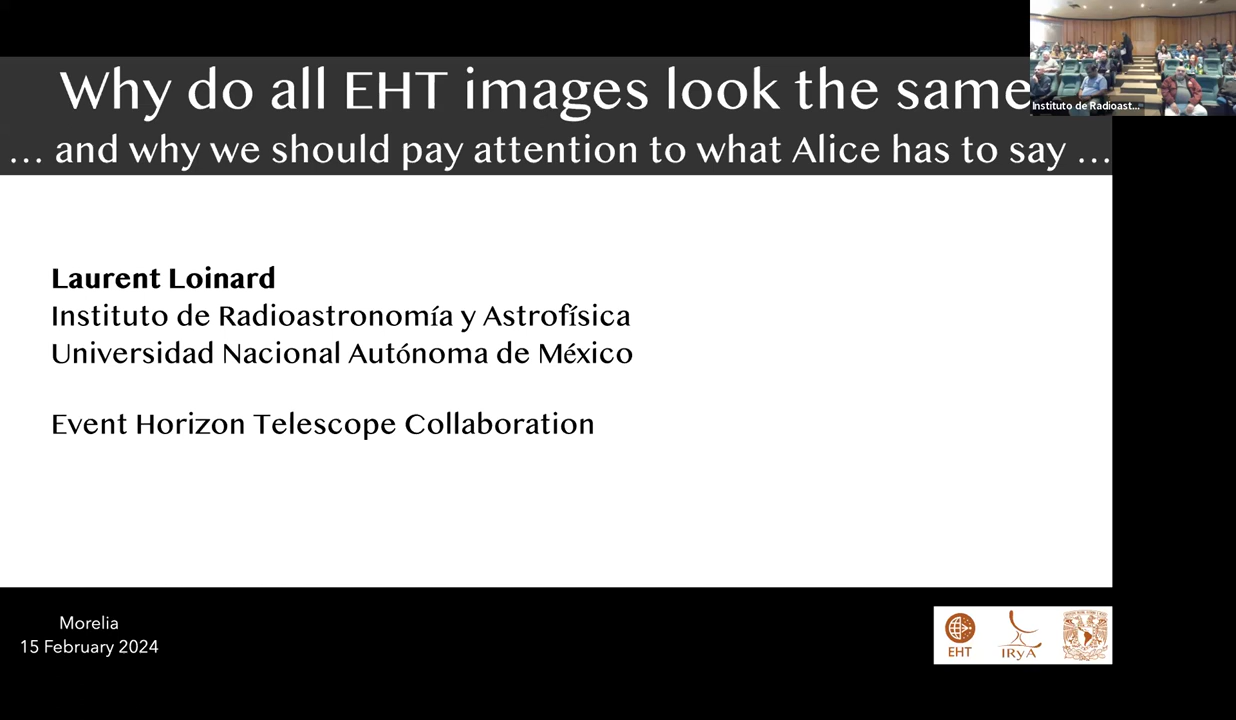 Why do all EHT images look the same
… and why we should pay attention to what Alice has to say …
Instituto de Radioast...
Laurent Loinard
Instituto de Radioastronomía y Astrofísica
Universidad Nacional Autónoma de México
Event Horizon Telescope Collaboration
Morelia
15 February 2024
EHT
IRyA